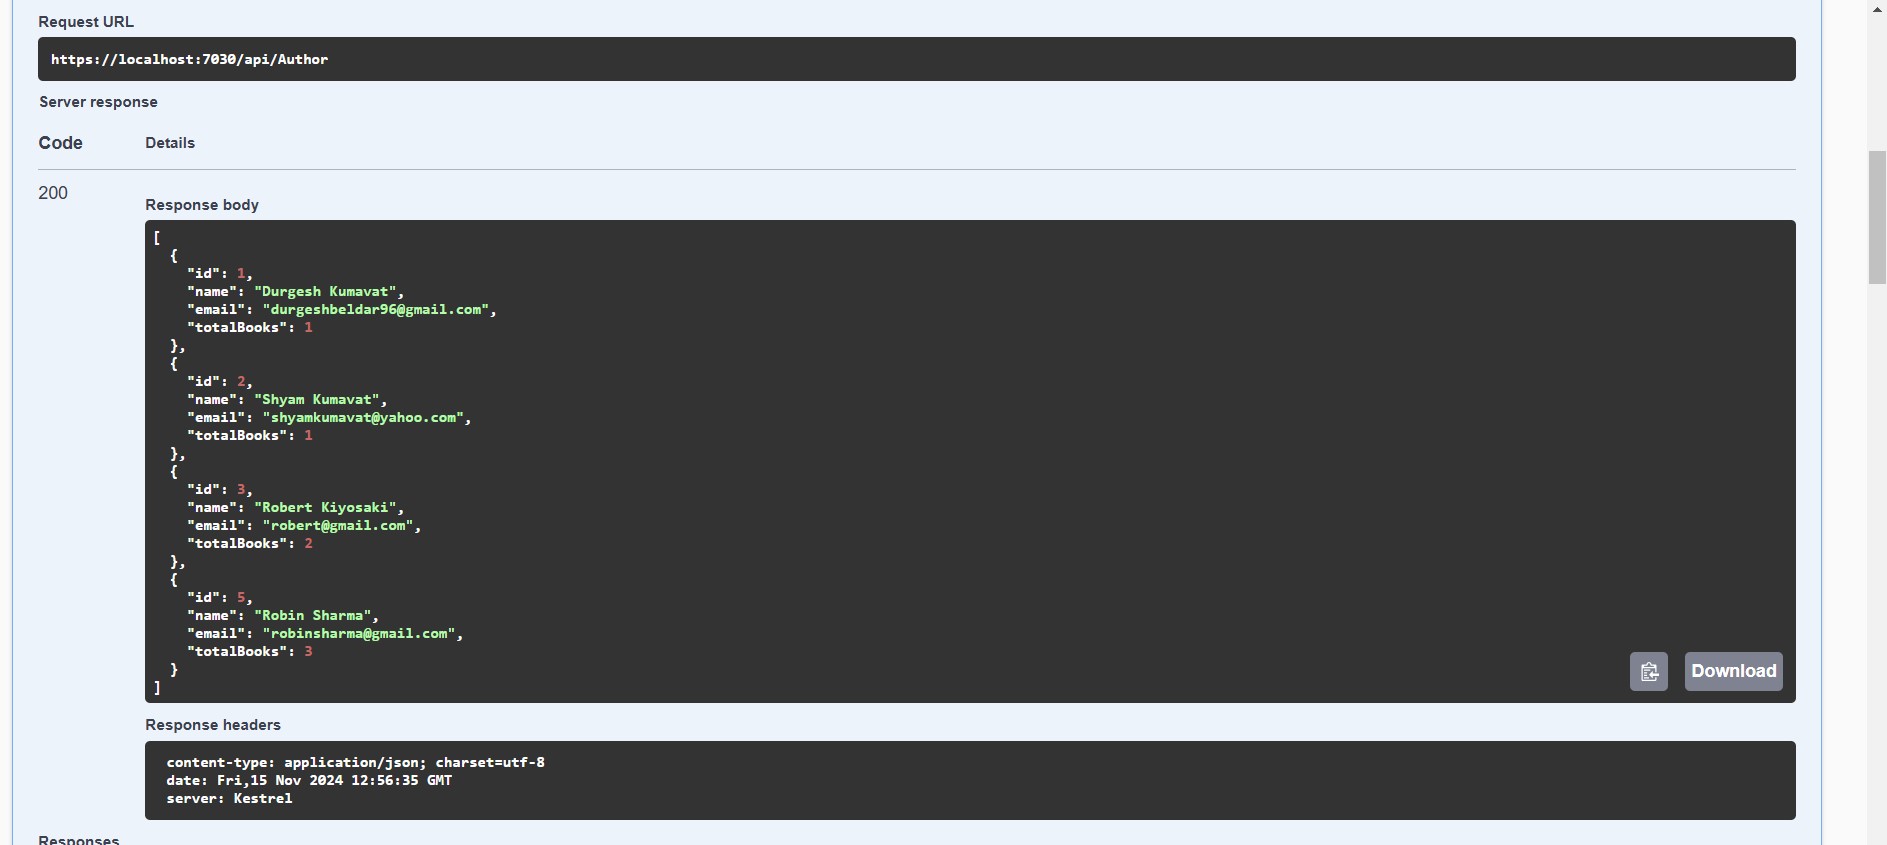 Request URL
https://localhost:7030/api/Author
Server response
Code Details
200
Response body
[
  {
    "id": 1,
    "name": "Durgesh Kumavat",
    "email": "durgeshbeldar96@gmail.com",
    "totalBooks": 1
  },
  {
    "id": 2,
    "name": "Shyam Kumavat",
    "email": "shyamkumavat@yahoo.com",
    "totalBooks": 1
  },
  {
    "id": 3,
    "name": "Robert Kiyosaki",
    "email": "robert@gmail.com",
    "totalBooks": 2
  },
  {
    "id": 5,
    "name": "Robin Sharma",
    "email": "robinsharma@gmail.com",
    "totalBooks": 3
  }
]
Download
Response headers
content-type: application/json; charset=utf-8
date: Fri,15 Nov 2024 12:56:35 GMT
server: Kestrel
Responses